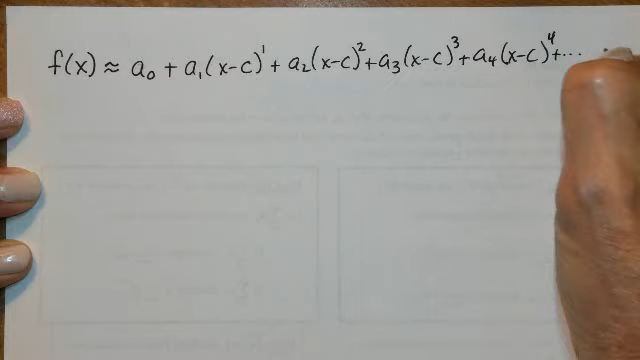 f(x) ≈ a₀ + a₁(x-c)¹ + a₂(x-c)² + a₃(x-c)³ + a₄(x-c)⁴ + ···